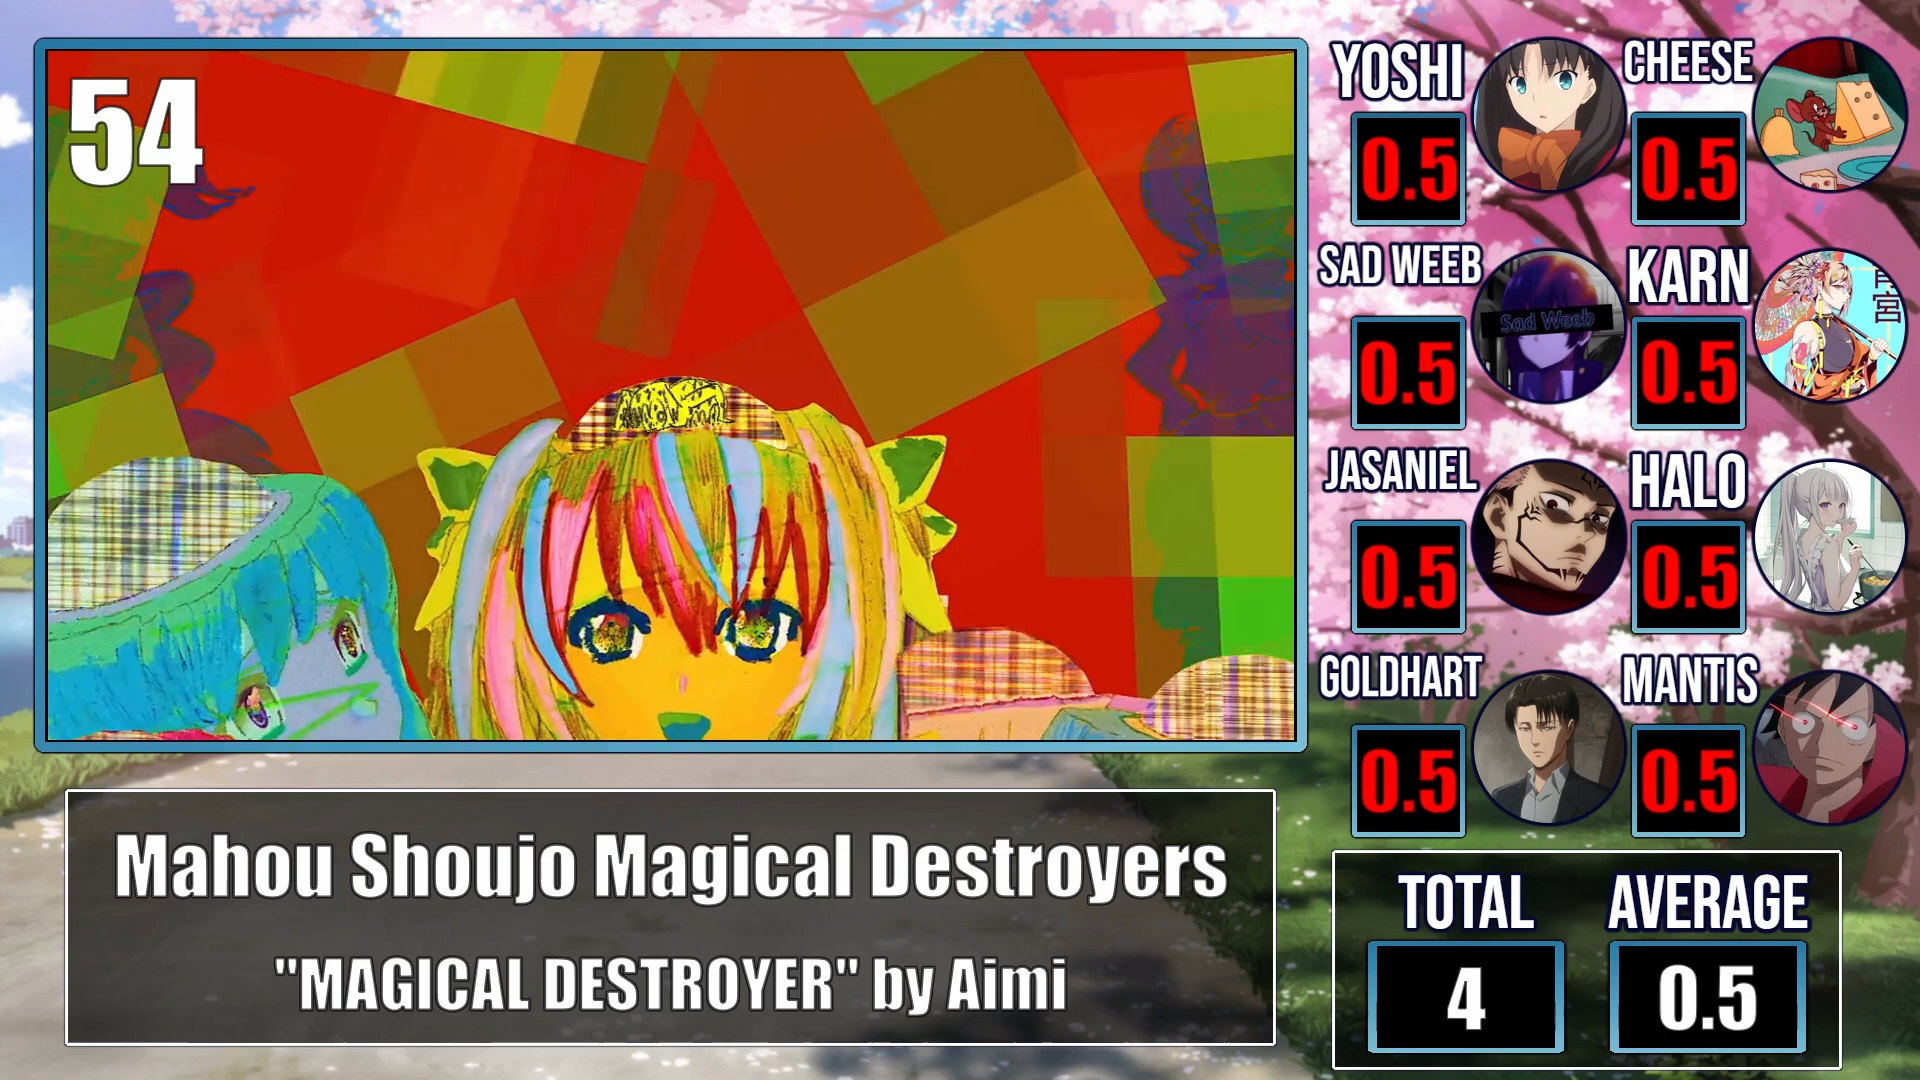 54
YOSHI
0.5
CHEESE
0.5
SAD WEEB
0.5
Sad Weeb
KARN
0.5
宮
JASANIEL
0.5
HALO
0.5
GOLDHART
0.5
MANTIS
0.5
Mahou Shoujo Magical Destroyers
"MAGICAL DESTROYER" by Aimi
TOTAL
4
AVERAGE
0.5